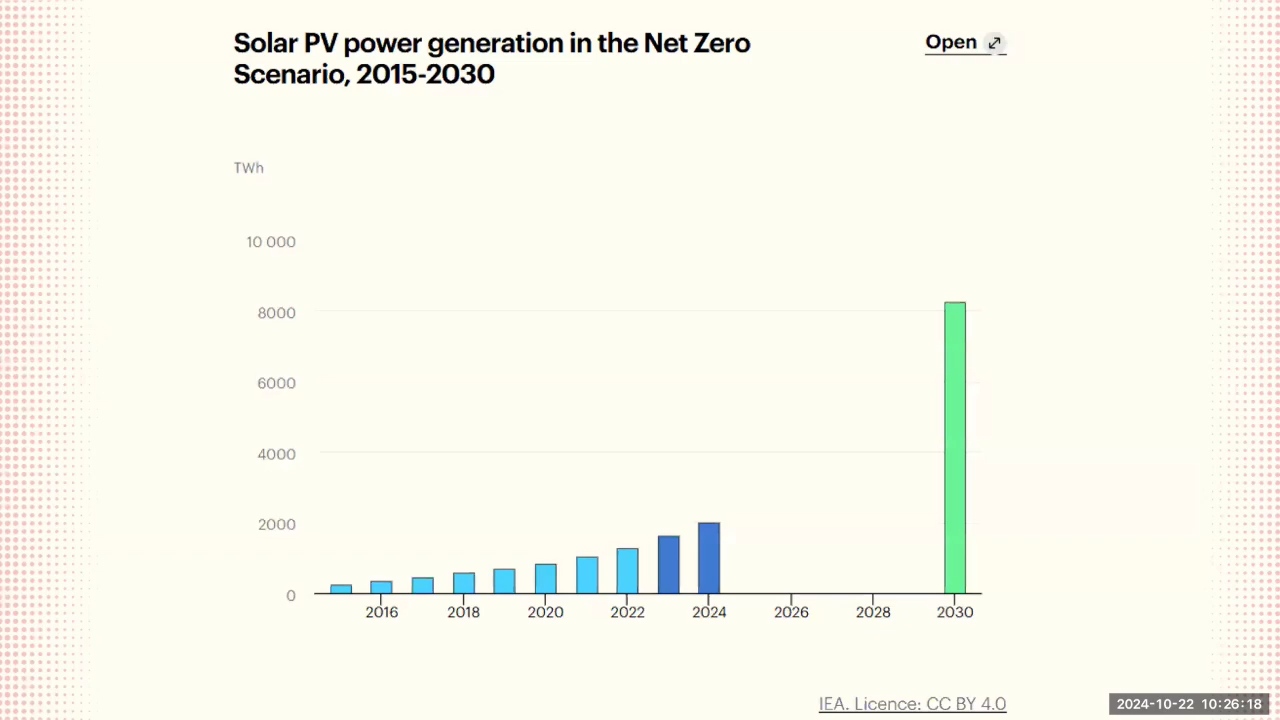 Solar PV power generation in the Net Zero
Scenario, 2015-2030
Open
TWh
10 000
8000
6000
4000
2000
0
2016 2018 2020 2022 2024 2026 2028 2030
IEA. Licence: CC BY 4.0
2024-10-22 10:26:18